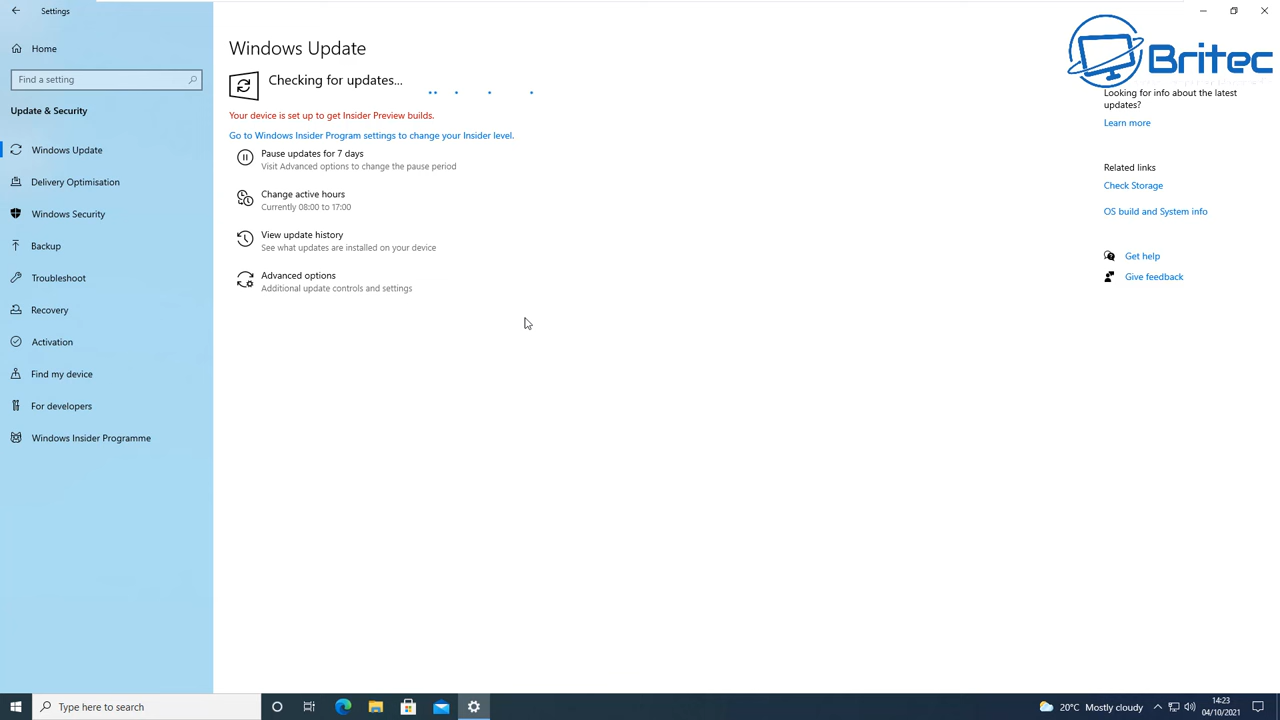 Settings
Home
Find a setting
Update & Security
Windows Update
Delivery Optimisation
Windows Security
Backup
Troubleshoot
Recovery
Activation
Find my device
For developers
Windows Insider Programme
Windows Update
Checking for updates...
Your device is set up to get Insider Preview builds.
Go to Windows Insider Program settings to change your Insider level.
Pause updates for 7 days
Visit Advanced options to change the pause period
Change active hours
Currently 08:00 to 17:00
View update history
See what updates are installed on your device
Advanced options
Additional update controls and settings
Britec
Looking for info about the latest
updates?
Learn more
Related links
Check Storage
OS build and System info
Get help
Give feedback
Type here to search
20°C Mostly cloudy
14:23
04/10/2021